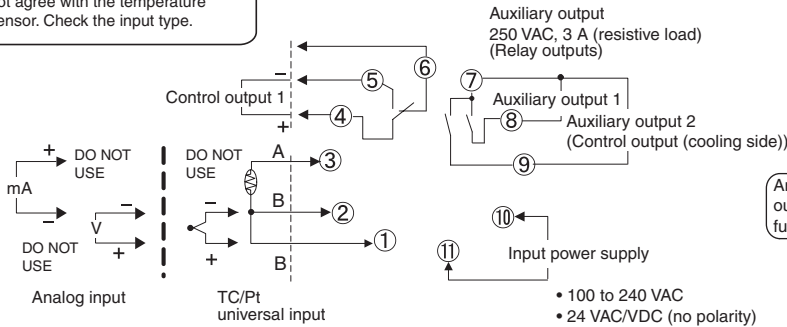 ot agree with the temperature
ensor. Check the input type.
Auxiliary output
250 VAC, 3 A (resistive load)
(Relay outputs)
⑥
− ⑤ ⑦
Control output 1
Auxiliary output 1
+ ④ ⑧
Auxiliary output 2
(Control output (cooling side))
⑨
+ DO NOT
USE
DO NOT
USE
A ③
mA
−
− V +
DO NOT
USE
− +
B ②
B ①
⑩
⑪ Input power supply
Ar
ou
fu
Analog input
TC/Pt
universal input
• 100 to 240 VAC
• 24 VAC/VDC (no polarity)